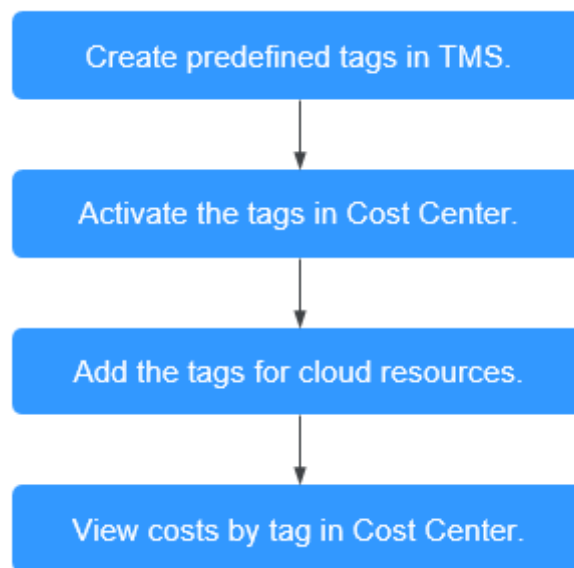 Create predefined tags in TMS.
Activate the tags in Cost Center.
Add the tags for cloud resources.
View costs by tag in Cost Center.